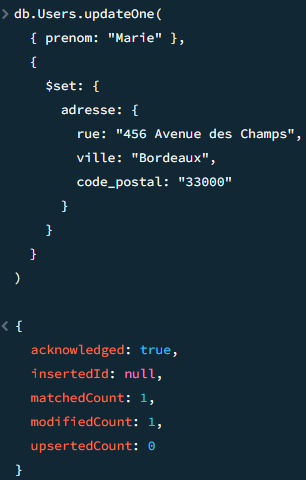 > db.Users.updateOne(
{ prenom: "Marie" },
{
$set: {
adresse: {
rue: "456 Avenue des Champs",
ville: "Bordeaux",
code_postal: "33000"
}
}
}
)
< {
acknowledged: true,
insertedId: null,
matchedCount: 1,
modifiedCount: 1,
upsertedCount: 0
}